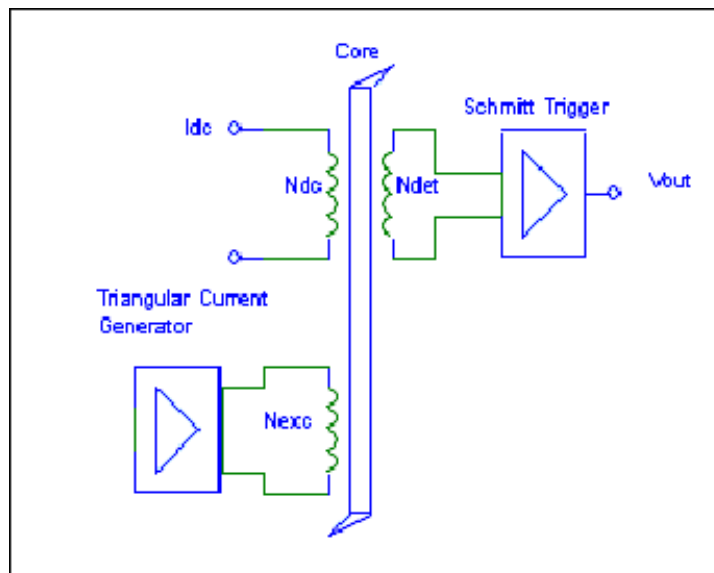 Core
Schmitt Trigger
Idc
Vout
Ndc
Ndet
Triangular Current
Generator
Nexc